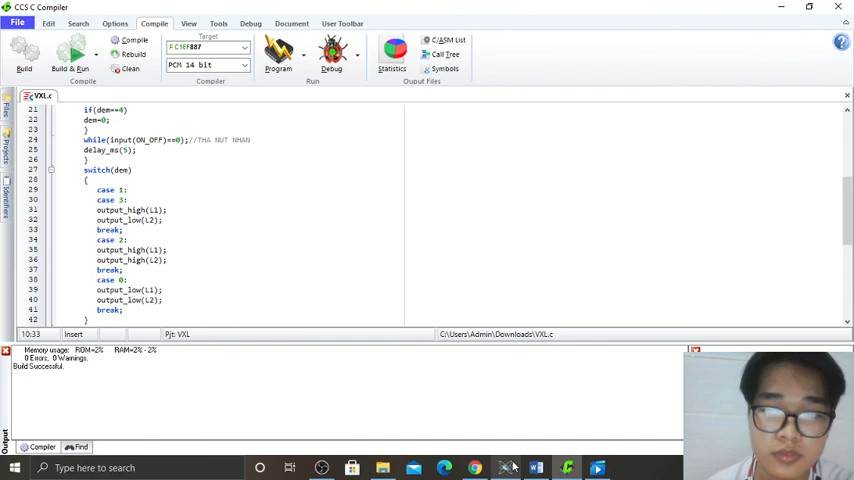 CCS C Compiler
File Edit Search Options Compile View Tools Debug Document User Toolbar
Build
Build & Run
Compile
Rebuild
Clean
Compile
Target
PCM 14 bit
Compiler
Program
Debug
Run
Statistics
C/ASM List
Call Tree
Symbols
Ouput Files
VXL.c
Files
Projects
Identifiers
21 if(dem==4)
22 dem=0;
23 }
24 while(input(ON_OFF)==0);//THA NUT NHAN
25 delay_ms(5);
26 }
27 switch(dem)
28 {
29 case 1:
30 case 3:
31 output_high(L1);
32 output_low(L2);
33 break;
34 case 2:
35 output_high(L1);
36 output_high(L2);
37 break;
38 case 0:
39 output_low(L1);
40 output_low(L2);
41 break;
42 }
10:33 Insert Pjt: VXL C:\Users\Admin\Downloads\VXL.c
Memory usage: ROM=2% RAM=2% - 2%
0 Errors, 0 Warnings.
Build Successful.
Output
Compiler Find
Type here to search